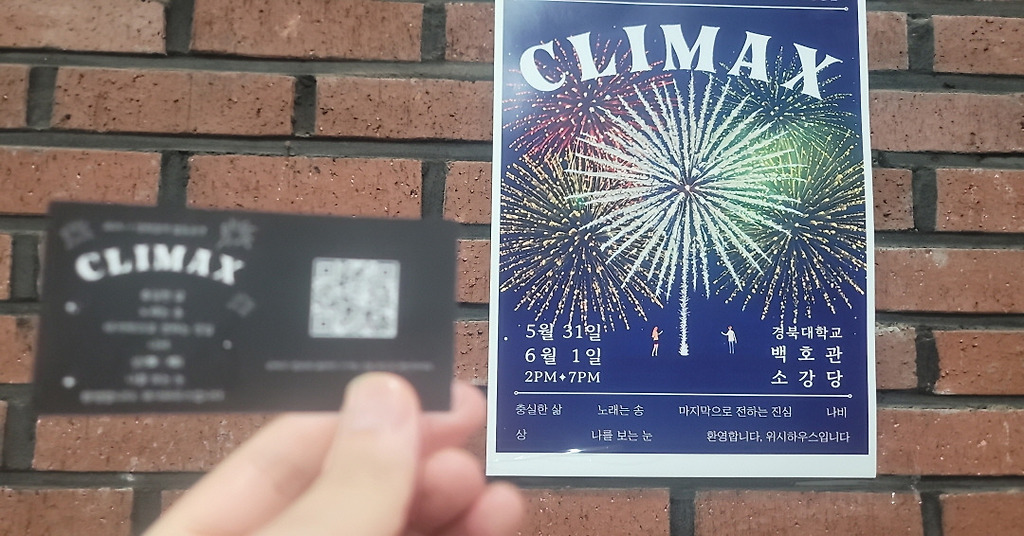 CLIMAX
5월 31일
6월 1일
2PM✦7PM
경북대학교
백호관
소강당
충실한 삶 노래는 송 마지막으로 전하는 진심 나비
상 나를 보는 눈 환영합니다, 위시하우스입니다
CLIMAX